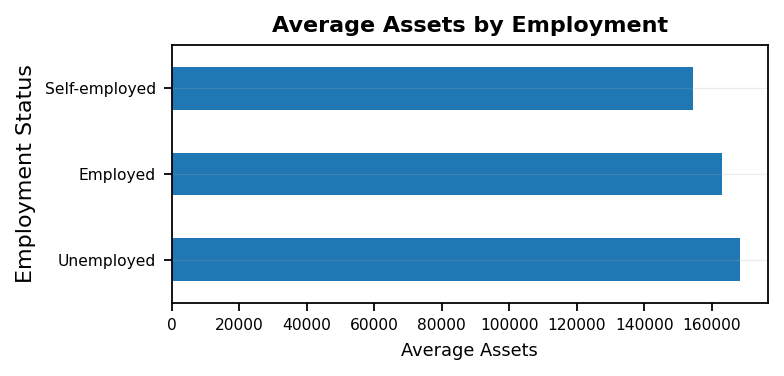 Average Assets by Employment
Employment Status
Self-employed
Employed
Unemployed
0 20000 40000 60000 80000 100000 120000 140000 160000
Average Assets